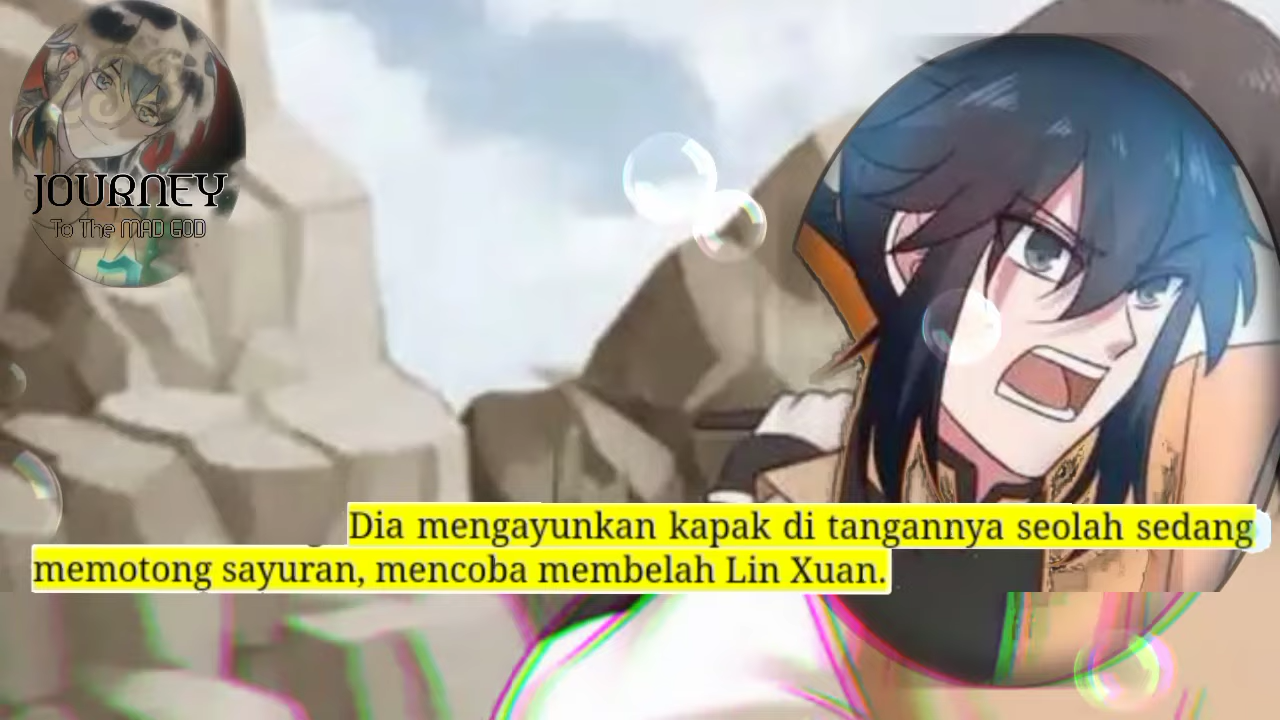 JOURNEY
To The MAD GOD
Dia mengayunkan kapak di tangannya seolah sedang
memotong sayuran, mencoba membelah Lin Xuan.